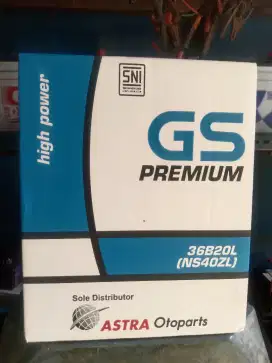 high power
SNI
GS
PREMIUM
36B20L
(NS40ZL)
Sole Distributor
ASTRA Otoparts